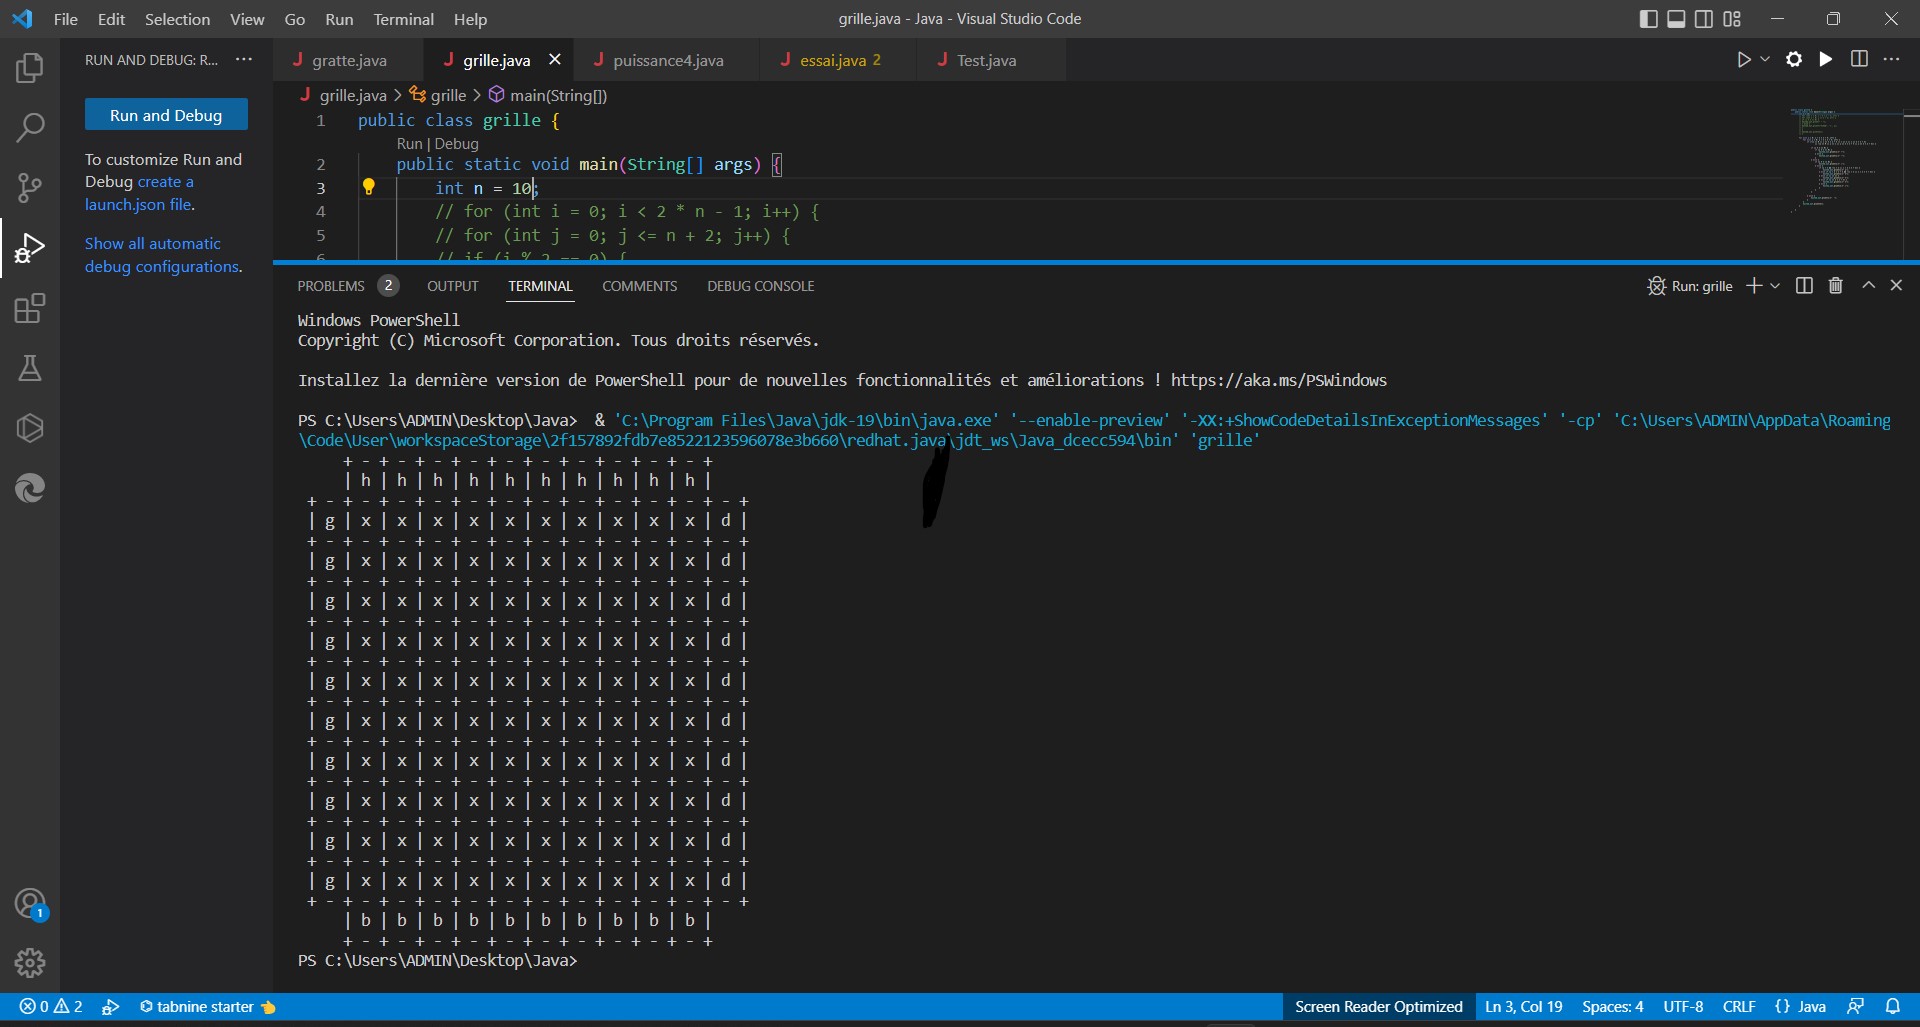 File Edit Selection View Go Run Terminal Help
grille.java - Java - Visual Studio Code
RUN AND DEBUG: R... ···
gratte.java grille.java puissance4.java essai.java 2 Test.java
Run and Debug
To customize Run and
Debug create a
launch.json file.
Show all automatic
debug configurations.
grille.java > grille > main(String[])
1 public class grille {
Run | Debug
2 public static void main(String[] args) {
3 int n = 10;
4 // for (int i = 0; i < 2 * n - 1; i++) {
5 // for (int j = 0; j <= n + 2; j++) {
6 // if (i % 2 == 0) {
PROBLEMS 2 OUTPUT TERMINAL COMMENTS DEBUG CONSOLE
Run: grille
Windows PowerShell
Copyright (C) Microsoft Corporation. Tous droits réservés.
Installez la dernière version de PowerShell pour de nouvelles fonctionnalités et améliorations ! https://aka.ms/PSWindows
PS C:\Users\ADMIN\Desktop\Java> & 'C:\Program Files\Java\jdk-19\bin\java.exe' '--enable-preview' '-XX:+ShowCodeDetailsInExceptionMessages' '-cp' 'C:\Users\ADMIN\AppData\Roaming
\Code\User\workspaceStorage\2f157892fdb7e8522123596078e3b660\redhat.java\jdt_ws\Java_dcecc594\bin' 'grille'
+ - + - + - + - + - + - + - + - + - + - +
| h | h | h | h | h | h | h | h | h | h |
+ - + - + - + - + - + - + - + - + - + - + - + - +
| g | x | x | x | x | x | x | x | x | x | x | d |
+ - + - + - + - + - + - + - + - + - + - + - + - +
| g | x | x | x | x | x | x | x | x | x | x | d |
+ - + - + - + - + - + - + - + - + - + - + - + - +
| g | x | x | x | x | x | x | x | x | x | x | d |
+ - + - + - + - + - + - + - + - + - + - + - + - +
| g | x | x | x | x | x | x | x | x | x | x | d |
+ - + - + - + - + - + - + - + - + - + - + - + - +
| g | x | x | x | x | x | x | x | x | x | x | d |
+ - + - + - + - + - + - + - + - + - + - + - + - +
| g | x | x | x | x | x | x | x | x | x | x | d |
+ - + - + - + - + - + - + - + - + - + - + - + - +
| g | x | x | x | x | x | x | x | x | x | x | d |
+ - + - + - + - + - + - + - + - + - + - + - + - +
| g | x | x | x | x | x | x | x | x | x | x | d |
+ - + - + - + - + - + - + - + - + - + - + - + - +
| g | x | x | x | x | x | x | x | x | x | x | d |
+ - + - + - + - + - + - + - + - + - + - + - + - +
| g | x | x | x | x | x | x | x | x | x | x | d |
+ - + - + - + - + - + - + - + - + - + - + - + - +
| b | b | b | b | b | b | b | b | b | b |
+ - + - + - + - + - + - + - + - + - + - +
PS C:\Users\ADMIN\Desktop\Java>
1
0 2 tabnine starter Screen Reader Optimized Ln 3, Col 19 Spaces: 4 UTF-8 CRLF {} Java